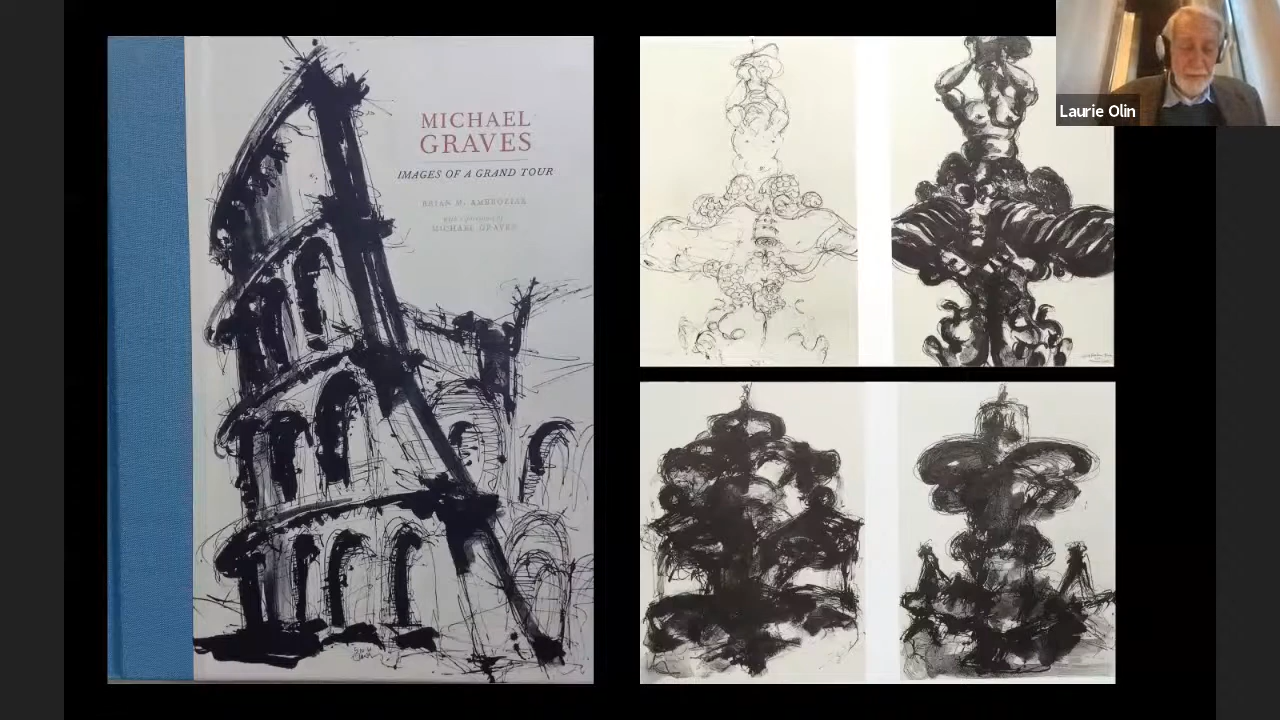 MICHAEL
GRAVES
IMAGES OF A GRAND TOUR
BRIAN M. AMBROZIAK
MICHAEL GRAVES
Laurie Olin